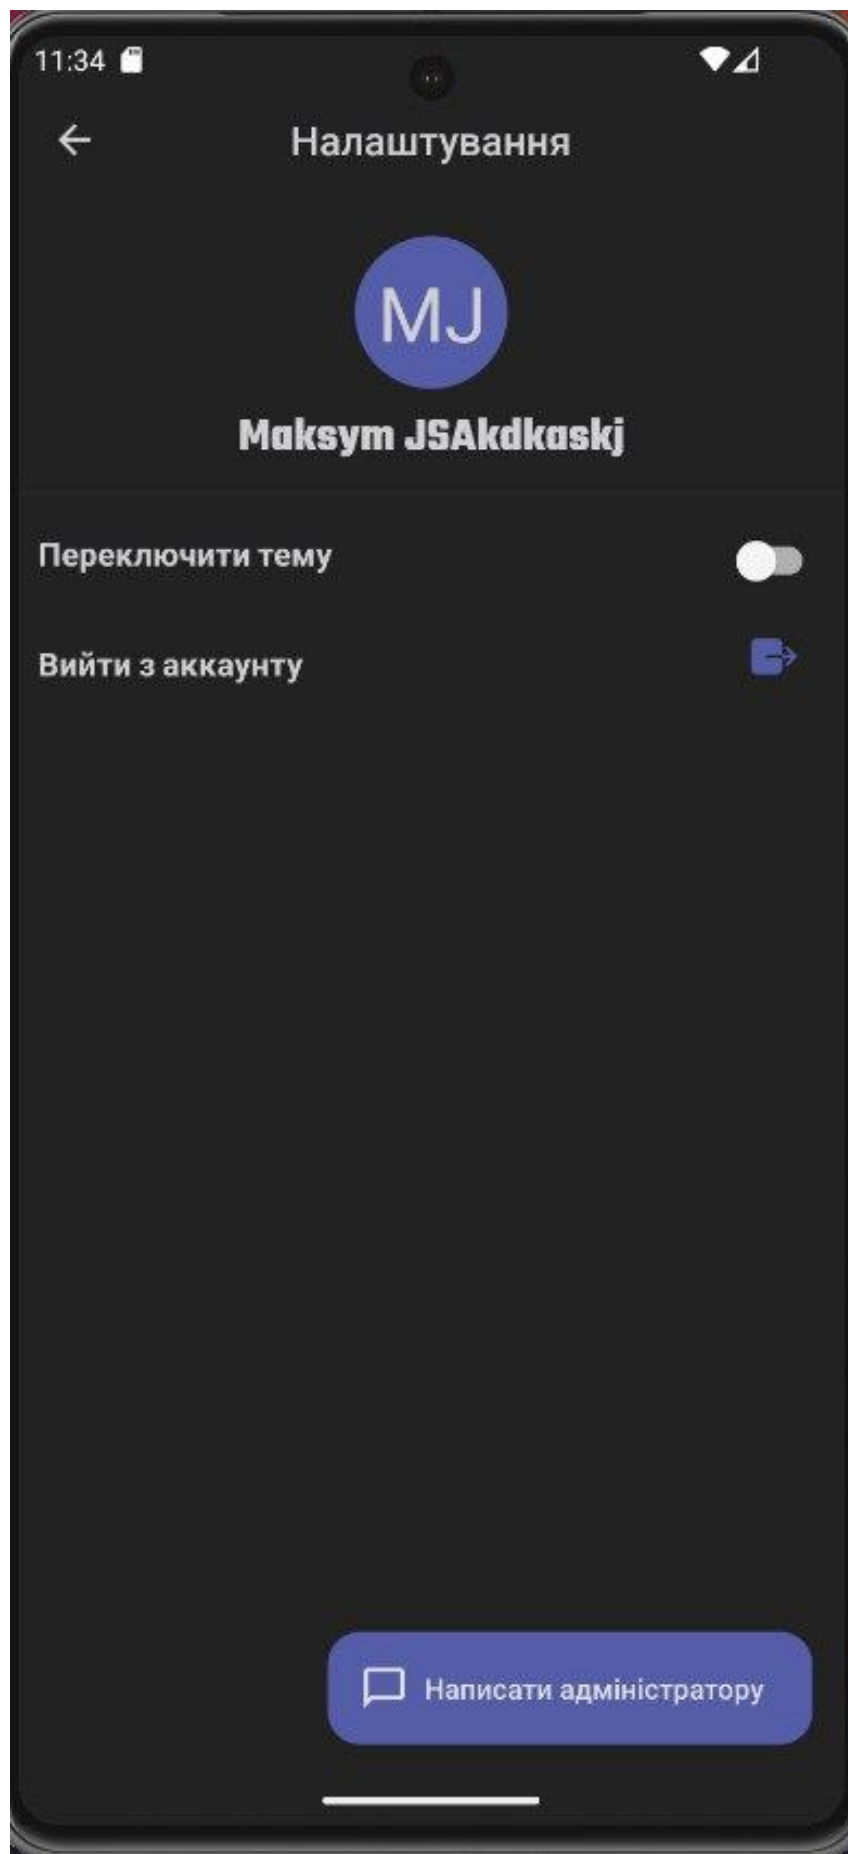 11:34
Налаштування
MJ
Maksym JSAkdkaskj
Переключити тему
Вийти з аккаунту
Написати адміністратору